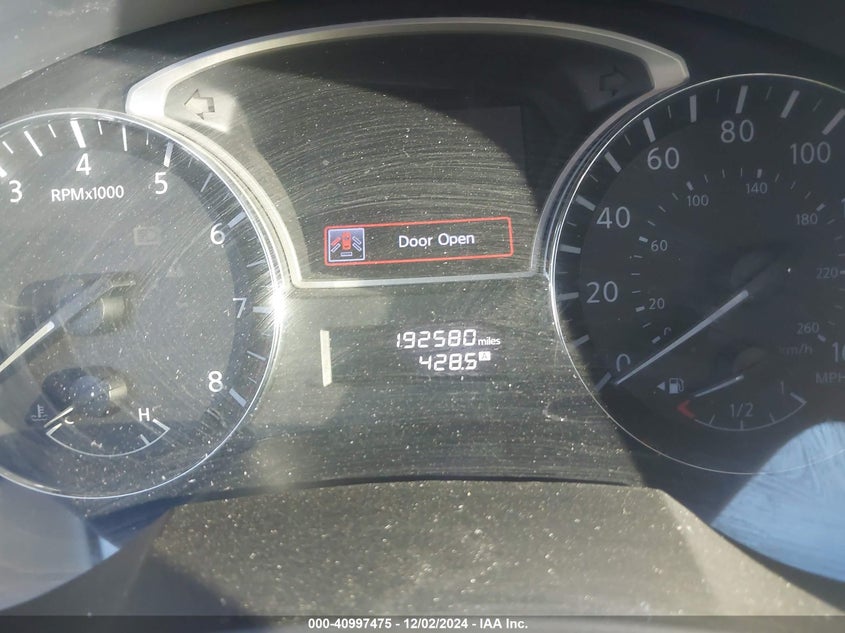 3 4 5 6 7 8
RPMx1000
H
C
Door Open
192580 miles
428.5 A
0 20 40 60 80 100
0 20 60 100 140 180 220 260
km/h
MPH
1/2 1
000-40997475 - 12/02/2024 - IAA Inc.